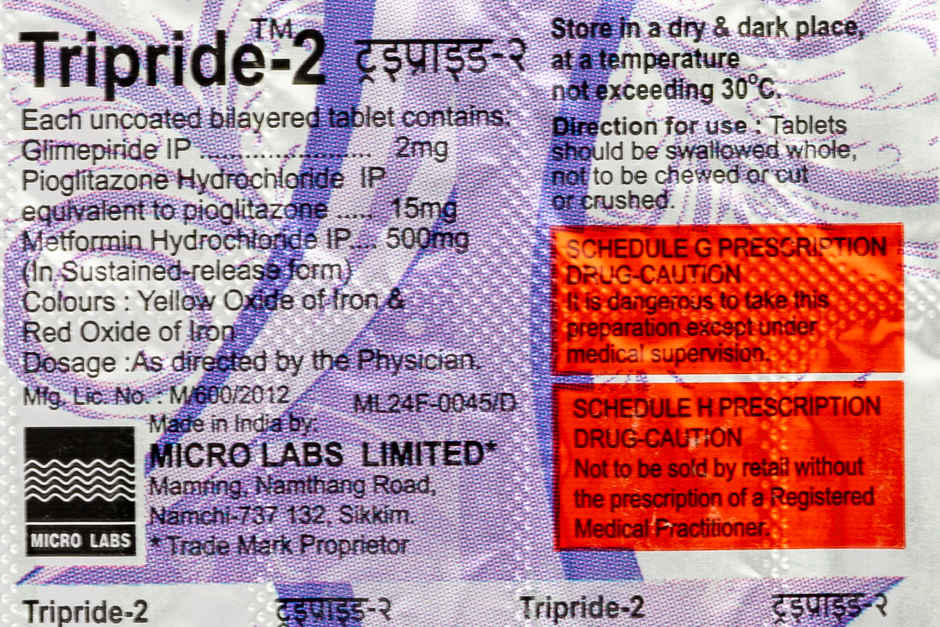 Tripride™-2 ट्राइप्राइड-२
Each uncoated bilayered tablet contains:
Glimepiride IP ........................ 2mg
Pioglitazone Hydrochloride IP
equivalent to pioglitazone ..... 15mg
Metformin Hydrochloride IP.... 500mg
(In Sustained-release form)
Colours : Yellow Oxide of Iron &
Red Oxide of Iron
Dosage :As directed by the Physician.
Mfg. Lic. No. : M/600/2012 ML24F-0045/D
Made in India by:
MICRO LABS LIMITED*
Mamring, Namthang Road,
Namchi-737 132, Sikkim.
* Trade Mark Proprietor
MICRO LABS
Store in a dry & dark place,
at a temperature
not exceeding 30°C.
Direction for use : Tablets
should be swallowed whole,
not to be chewed or cut
or crushed.
SCHEDULE G PRESCRIPTION
DRUG-CAUTION
It is dangerous to take this
preparation except under
medical supervision.
SCHEDULE H PRESCRIPTION
DRUG-CAUTION
Not to be sold by retail without
the prescription of a Registered
Medical Practitioner.
Tripride-2 ट्राइप्राइड-२ Tripride-2 ट्राइप्राइड-२